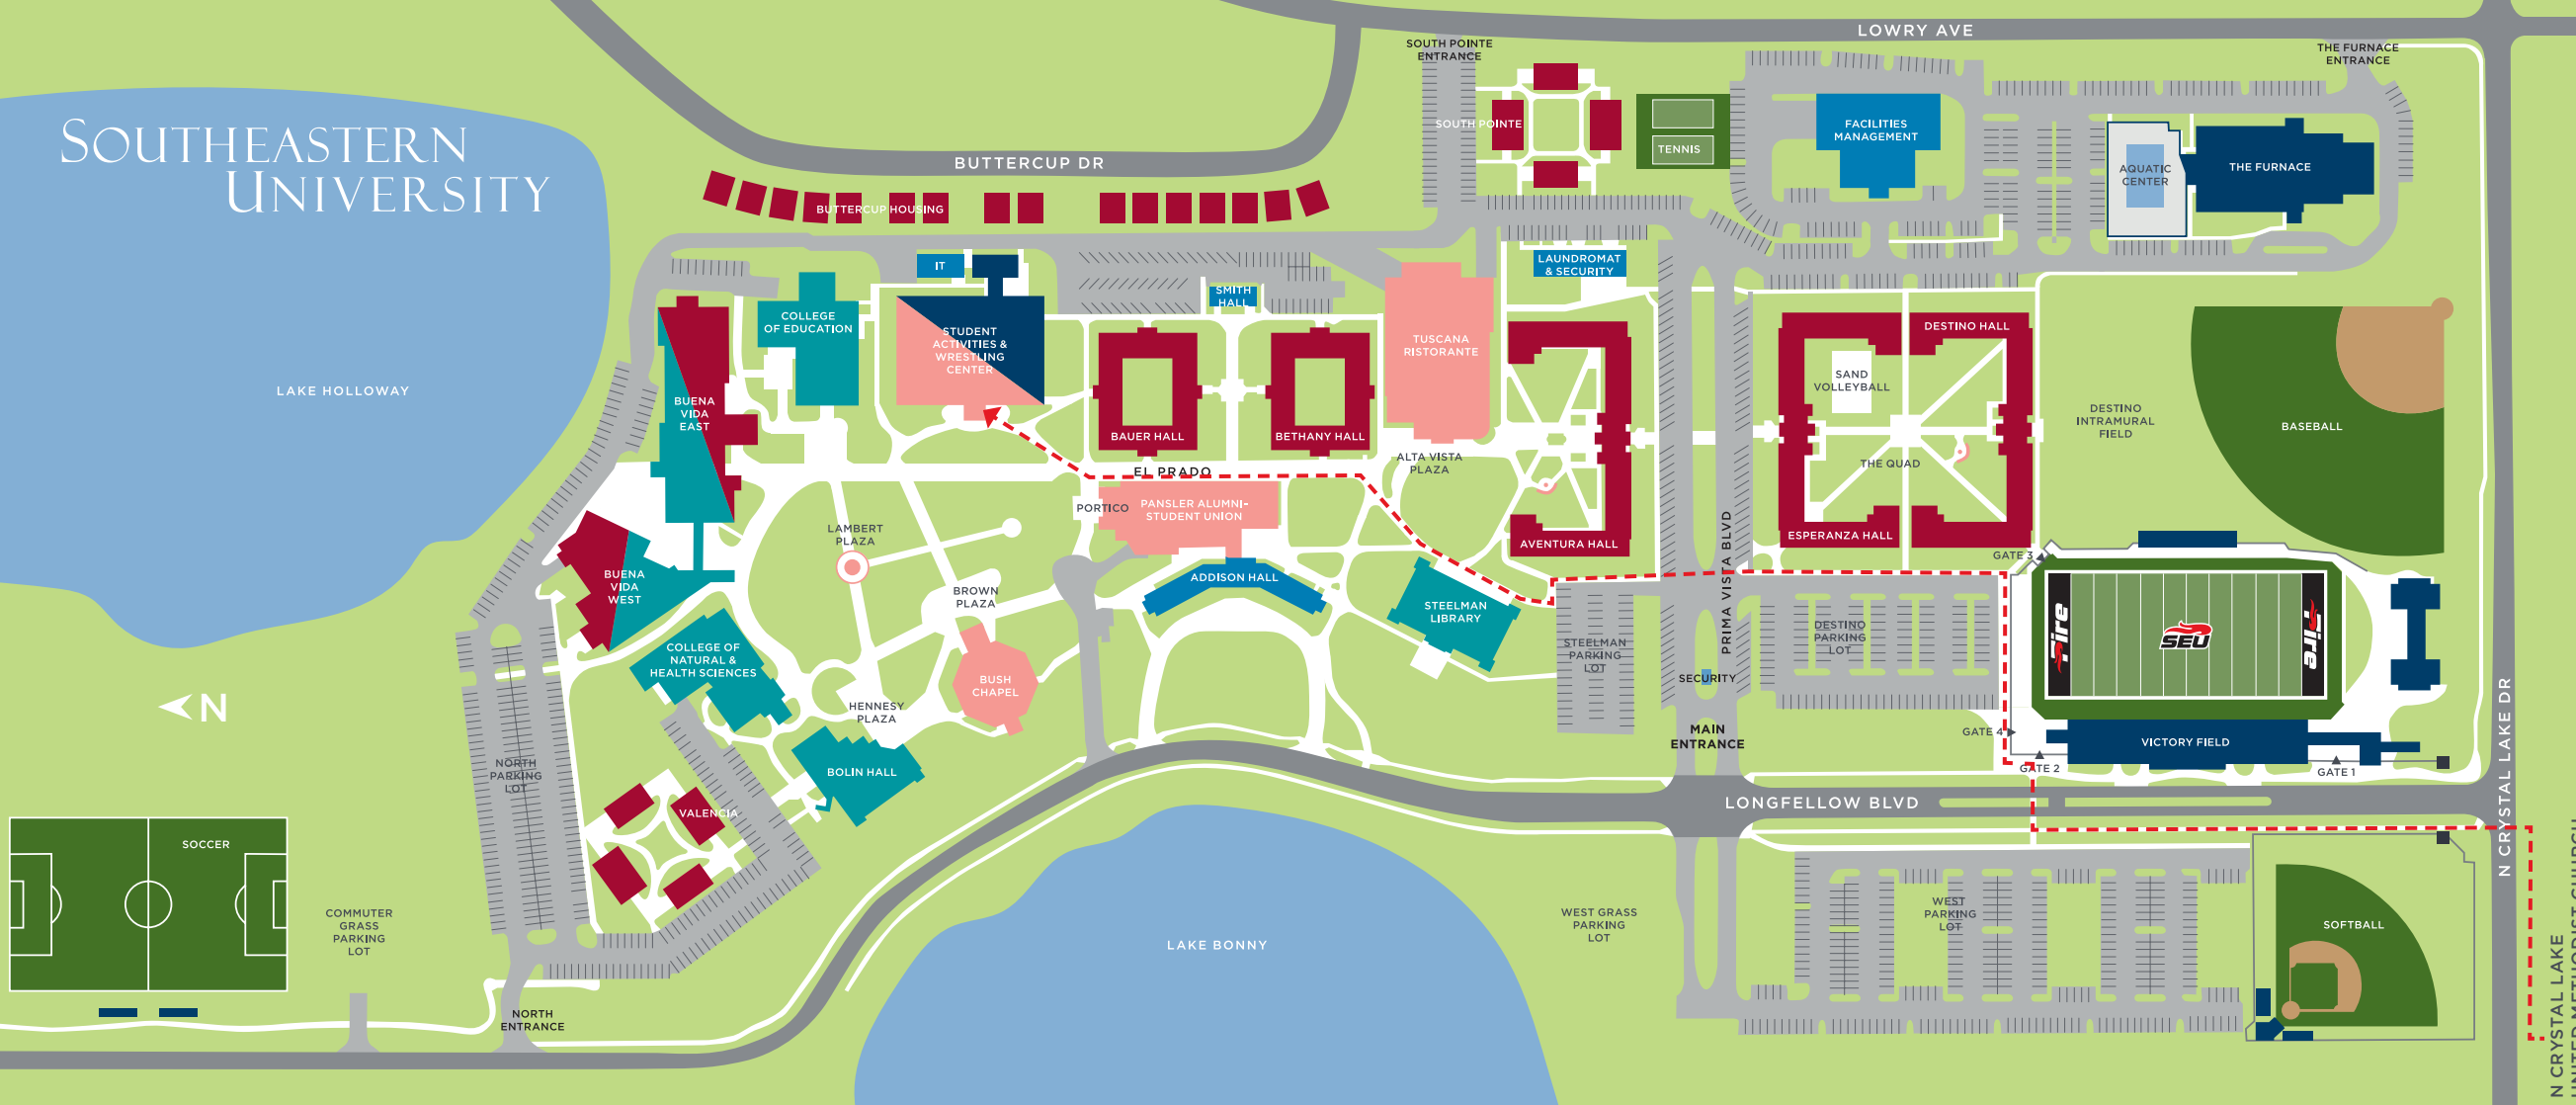 SOUTHEASTERN
UNIVERSITY
LOWRY AVE
SOUTH POINTE
ENTRANCE
THE FURNACE
ENTRANCE
BUTTERCUP DR
SOUTH POINTE
TENNIS
FACILITIES
MANAGEMENT
AQUATIC
CENTER
THE FURNACE
BUTTERCUP HOUSING
IT
LAUNDROMAT
& SECURITY
SMITH
HALL
COLLEGE
OF EDUCATION
STUDENT
ACTIVITIES &
WRESTLING
CENTER
TUSCANA
RISTORANTE
DESTINO HALL
SAND
VOLLEYBALL
LAKE HOLLOWAY
BUENA
VIDA
EAST
BAUER HALL
BETHANY HALL
DESTINO
INTRAMURAL
FIELD
BASEBALL
ALTA VISTA
PLAZA
THE QUAD
EL PRADO
PORTICO
PANSLER ALUMNI-
STUDENT UNION
LAMBERT
PLAZA
AVENTURA HALL
PRIMA VISTA BLVD
ESPERANZA HALL
GATE 3
BUENA
VIDA
WEST
ADDISON HALL
BROWN
PLAZA
STEELMAN
LIBRARY
STEELMAN
PARKING
LOT
DESTINO
PARKING
LOT
Tire
SEU
Tire
COLLEGE OF
NATURAL &
HEALTH SCIENCES
BUSH
CHAPEL
SECURITY
N
HENNESY
PLAZA
MAIN
ENTRANCE
GATE 4
VICTORY FIELD
GATE 2
GATE 1
NORTH
PARKING
LOT
BOLIN HALL
LONGFELLOW BLVD
N CRYSTAL LAKE DR
VALENCIA
SOCCER
COMMUTER
GRASS
PARKING
LOT
WEST GRASS
PARKING
LOT
WEST
PARKING
LOT
SOFTBALL
LAKE BONNY
NORTH
ENTRANCE
N CRYSTAL LAKE
UNITED METHODIST CHURCH